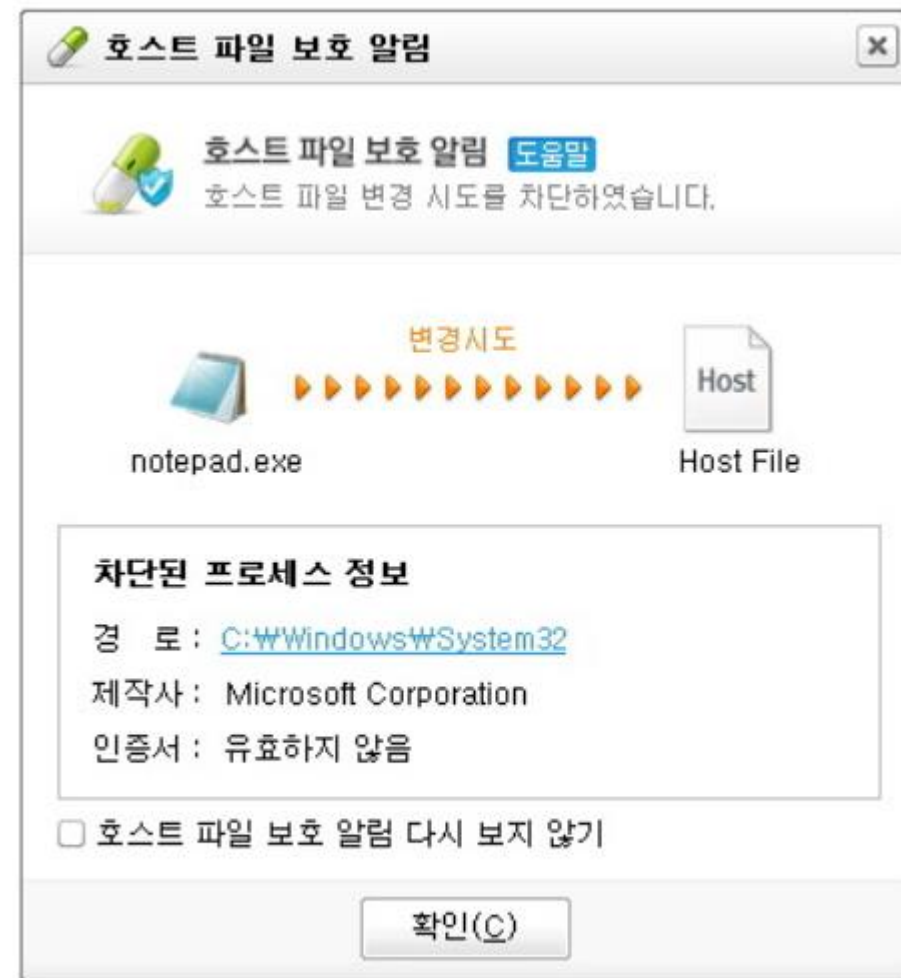 호스트 파일 보호 알림
호스트 파일 보호 알림 도움말
호스트 파일 변경 시도를 차단하였습니다.
변경시도
Host
notepad.exe
Host File
차단된 프로세스 정보
경 로 : C:₩Windows₩System32
제작사 : Microsoft Corporation
인증서 : 유효하지 않음
호스트 파일 보호 알림 다시 보지 않기
확인(C)